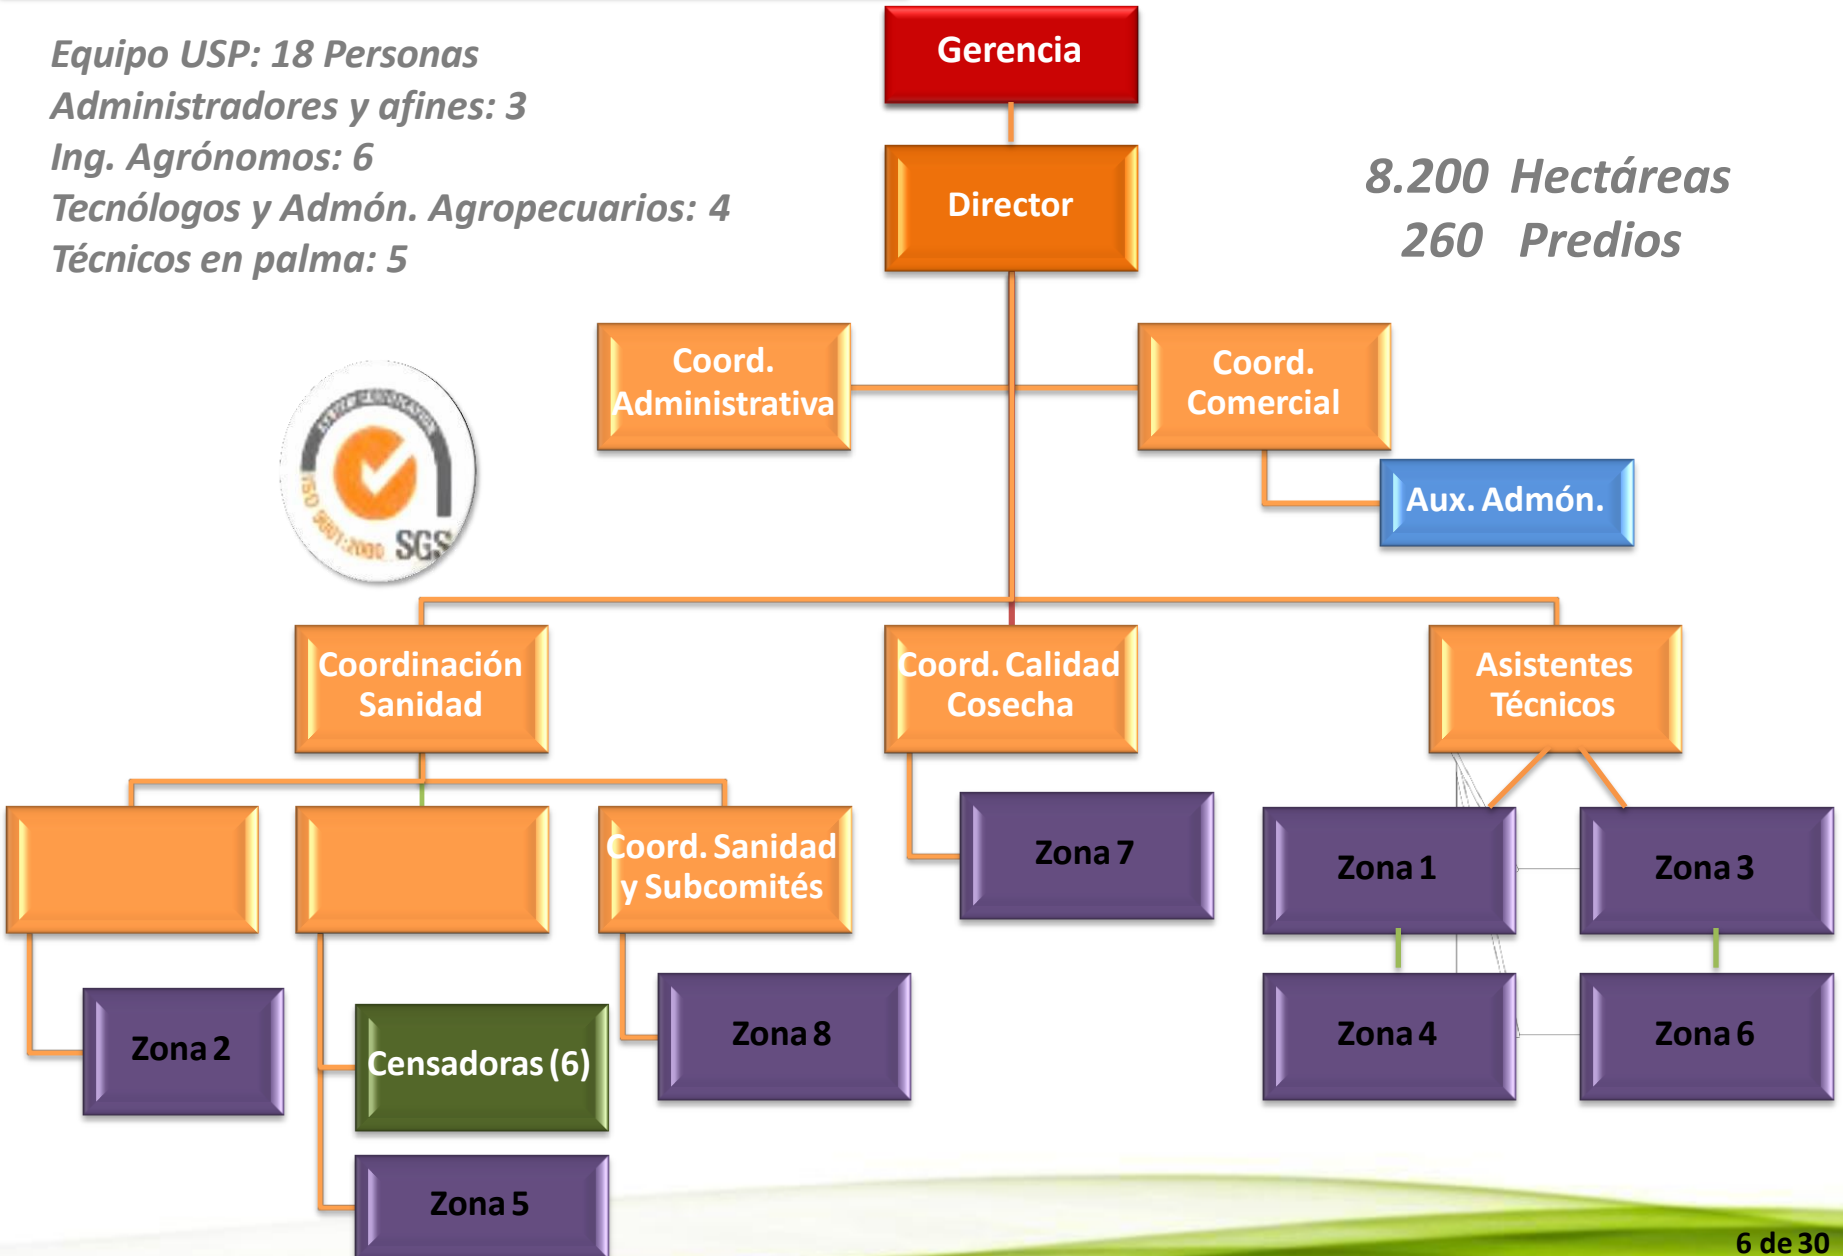 Equipo USP: 18 Personas
Administradores y afines: 3
Ing. Agrónomos: 6
Tecnólogos y Admón. Agropecuarios: 4
Técnicos en palma: 5
Gerencia
Director
8.200 Hectáreas
260 Predios
Coord.
Administrativa
Coord.
Comercial
Aux. Admón.
ISO 9001:2000 SGS
Coordinación
Sanidad
Coord. Calidad
Cosecha
Asistentes
Técnicos
Coord. Sanidad
y Subcomités
Zona 7
Zona 1
Zona 3
Zona 2
Censadoras (6)
Zona 8
Zona 4
Zona 6
Zona 5
6 de 30